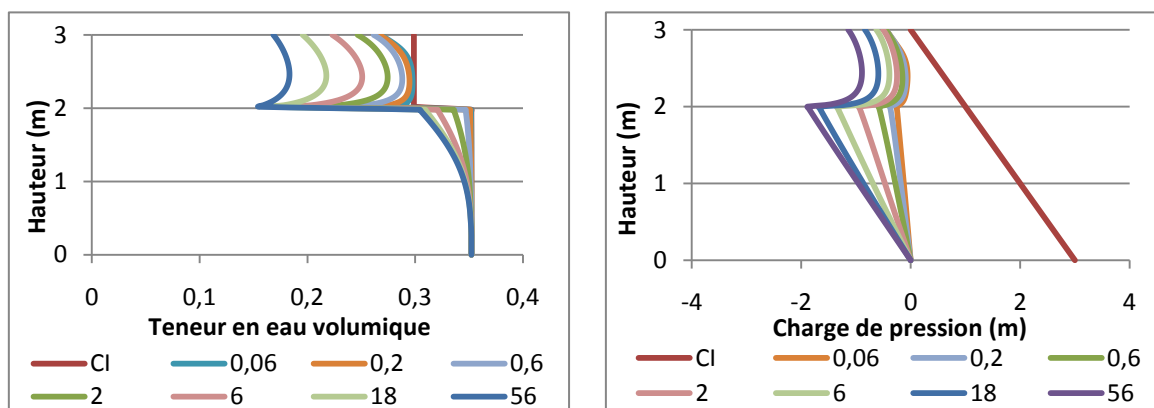 Hauteur (m)
3
2
1
0
0 0,1 0,2 0,3 0,4
Teneur en eau volumique
CI 0,06 0,2 0,6
2 6 18 56
Hauteur (m)
3
2
1
0
-4 -2 0 2 4
Charge de pression (m)
CI 0,06 0,2 0,6
2 6 18 56